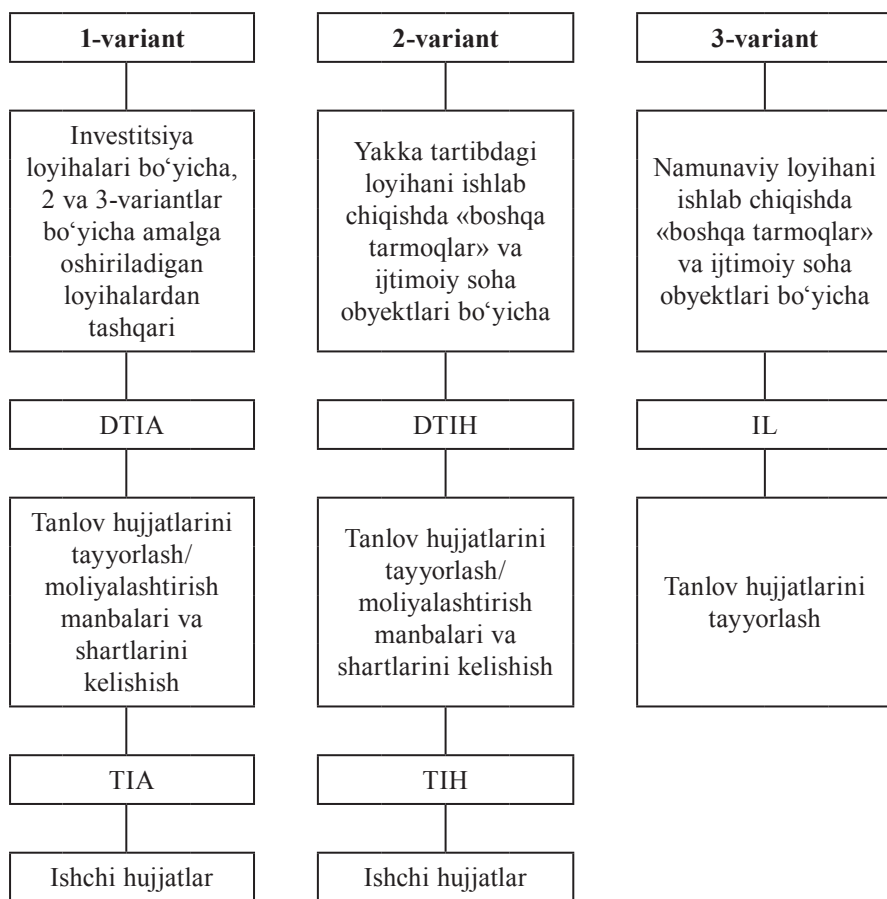 1-variant
Investitsiya
loyihalari bo‘yicha,
2 va 3-variantlar
bo‘yicha amalga
oshiriladigan
loyihalardan
tashqari
DTIA
Tanlov hujjatlarini
tayyorlash/
moliyalashtirish
manbalari va
shartlarini
kelishish
TIA
Ishchi hujjatlar
2-variant
Yakka tartibdagi
loyihani ishlab
chiqishda «boshqa
tarmoqlar» va
ijtimoiy soha
obyektlari bo‘yicha
DTIH
Tanlov hujjatlarini
tayyorlash/
moliyalashtirish
manbalari va
shartlarini kelishish
TIH
Ishchi hujjatlar
3-variant
Namunaviy loyihani
ishlab chiqishda
«boshqa tarmoqlar»
va ijtimoiy soha
obyektlari bo‘yicha
IL
Tanlov hujjatlarini
tayyorlash